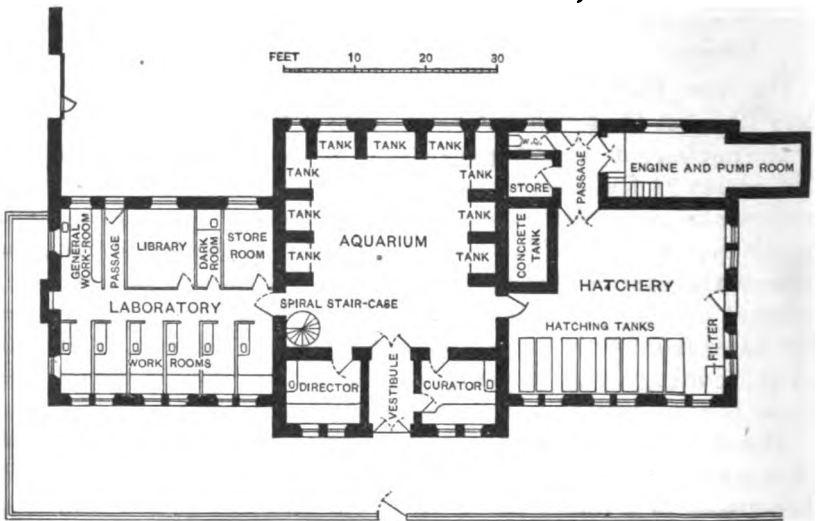 FEET 10 20 30
TANK TANK TANK
W.C.
TANK
TANK
ENGINE AND PUMP ROOM
STORE
PASSAGE
TANK
TANK
GENERAL WORK-ROOM
PASSAGE
LIBRARY
DARK ROOM
STORE ROOM
AQUARIUM
CONCRETE TANK
TANK
TANK
HATCHERY
LABORATORY
SPIRAL STAIR-CASE
HATCHING TANKS
FILTER
WORK ROOMS
DIRECTOR
VESTIBULE
CURATOR